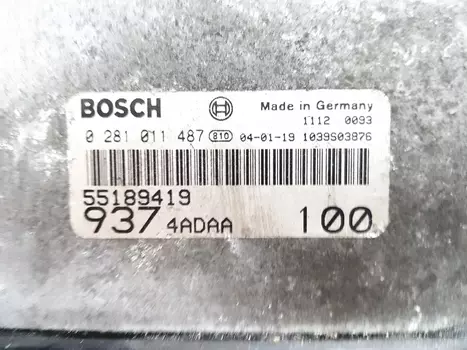 BOSCH Made in Germany
1112 0093
0 281 011 487 810 04-01-19 1039S03876
55189419
937 4ADAA 100